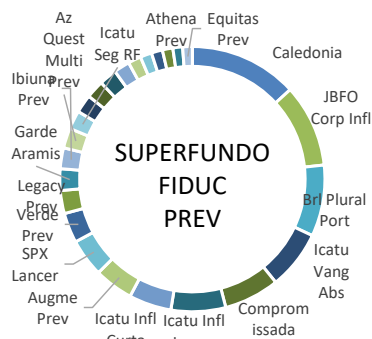 Az
Quest
Multi
Prev
Icatu
Seg RF
Athena
Prev
Equitas
Prev
Caledonia
JBFO
Corp Infl
Brl Plural
Port
Icatu
Vang
Abs
Comprom
issada
Icatu Infl
Icatu Infl
Augme
Prev
SPX
Lancer
Verde
Prev
Legacy
Prev
Garde
Aramis
Ibiuna
Prev
SUPERFUNDO
FIDUC
PREV